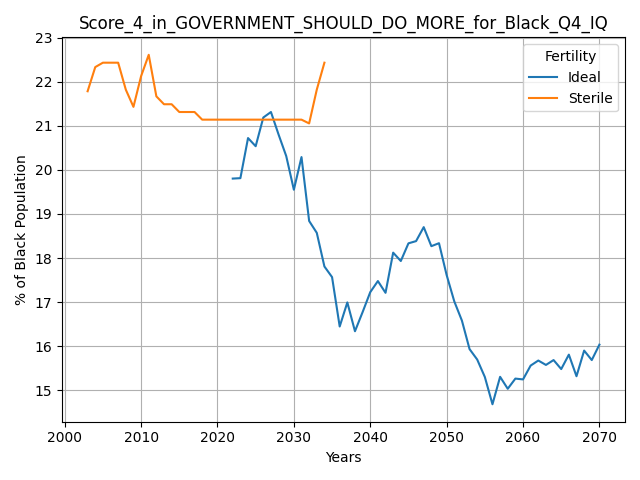 Score_4_in_GOVERNMENT_SHOULD_DO_MORE_for_Black_Q4_IQ
23
22
21
20
19
18
17
16
15
% of Black Population
Fertility
Ideal
Sterile
2000 2010 2020 2030 2040 2050 2060 2070
Years